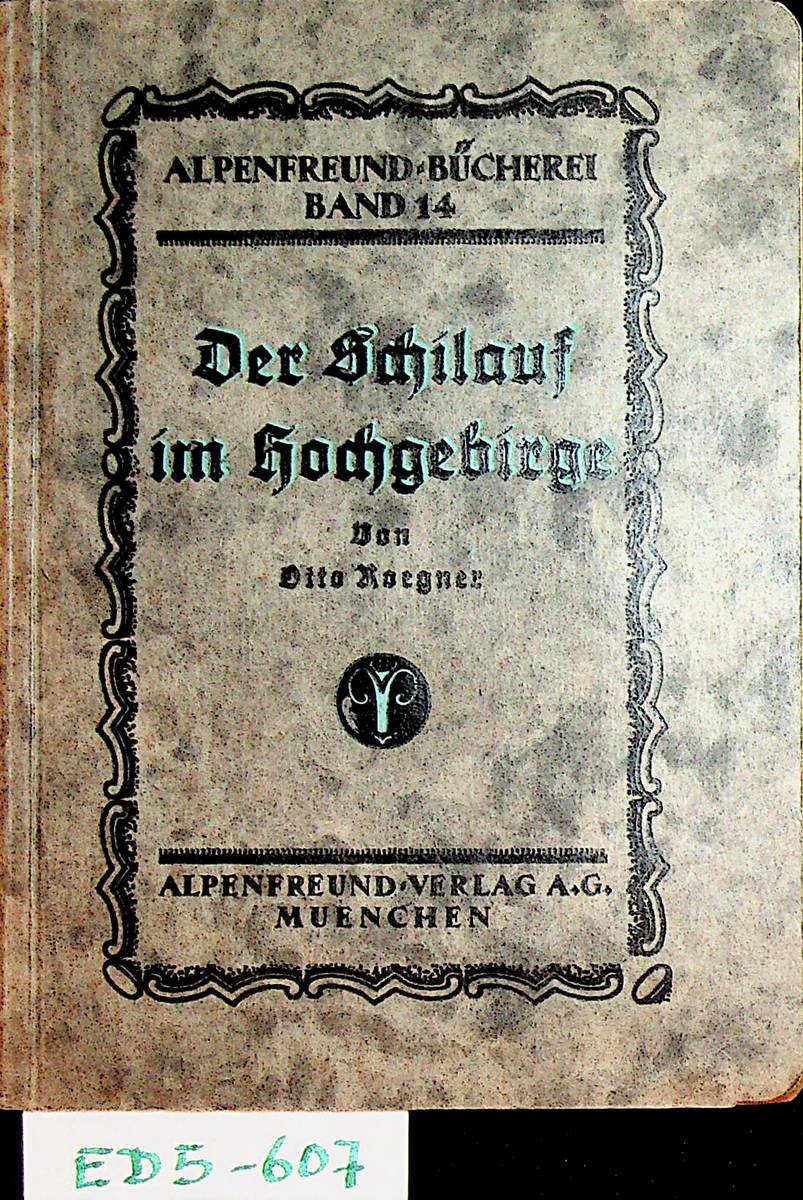 ALPENFREUND-BÜCHEREI
BAND 14
Der Schilauf
im Hochgebirge
Von
Otto Roegner
ALPENFREUND-VERLAG A.G.
MUENCHEN
ED5-607